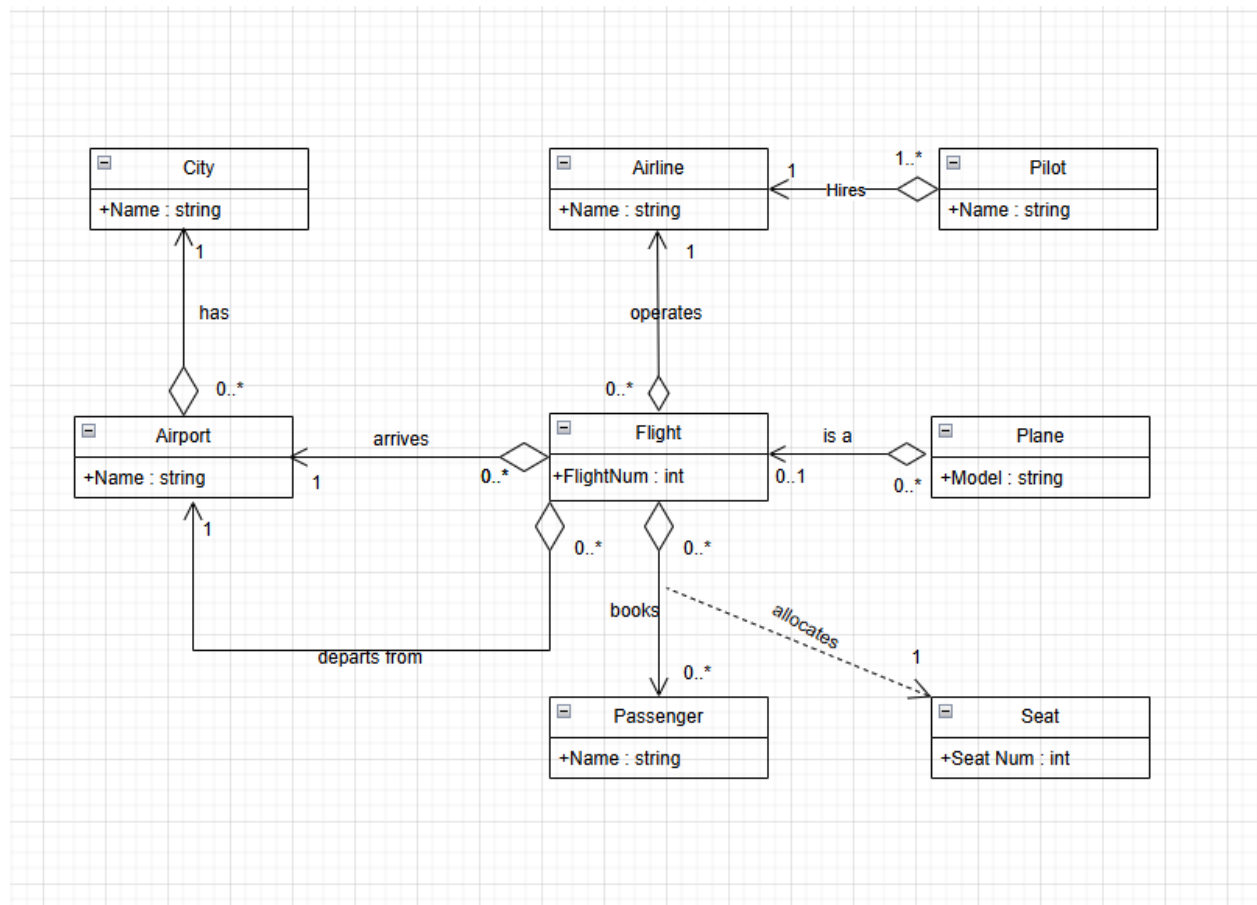 City
+Name : string
Airline
+Name : string
1
Hires
1..*
Pilot
+Name : string
1
has
0..*
1
operates
0..*
Airport
+Name : string
arrives
1
0..*
Flight
+FlightNum : int
is a
0..1
0..*
Plane
+Model : string
1
departs from
0..*
0..*
books
0..*
allocates
1
Passenger
+Name : string
Seat
+Seat Num : int